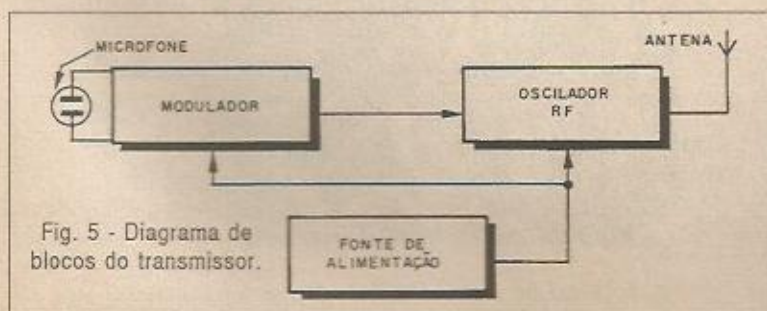 MICROFONE
ANTENA
MODULADOR
OSCILADOR
RF
Fig. 5 - Diagrama de
blocos do transmissor.
FONTE DE
ALIMENTAÇÃO